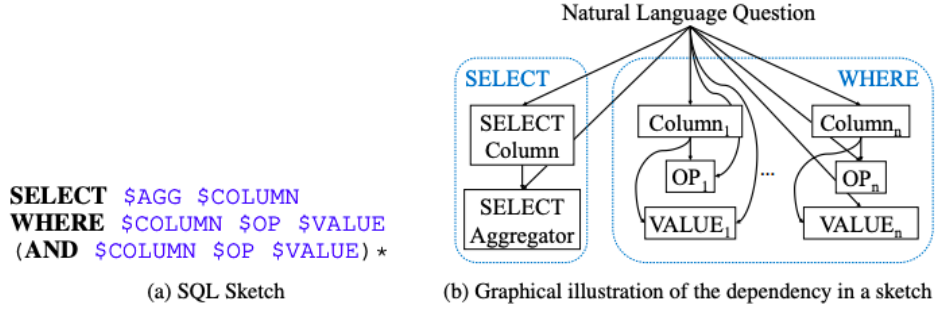 Natural Language Question
SELECT
WHERE
SELECT
Column
SELECT
Aggregator
Column1
OP1
VALUE1
...
Columnn
OPn
VALUEn
SELECT $AGG $COLUMN
WHERE $COLUMN $OP $VALUE
(AND $COLUMN $OP $VALUE)*
(a) SQL Sketch
(b) Graphical illustration of the dependency in a sketch